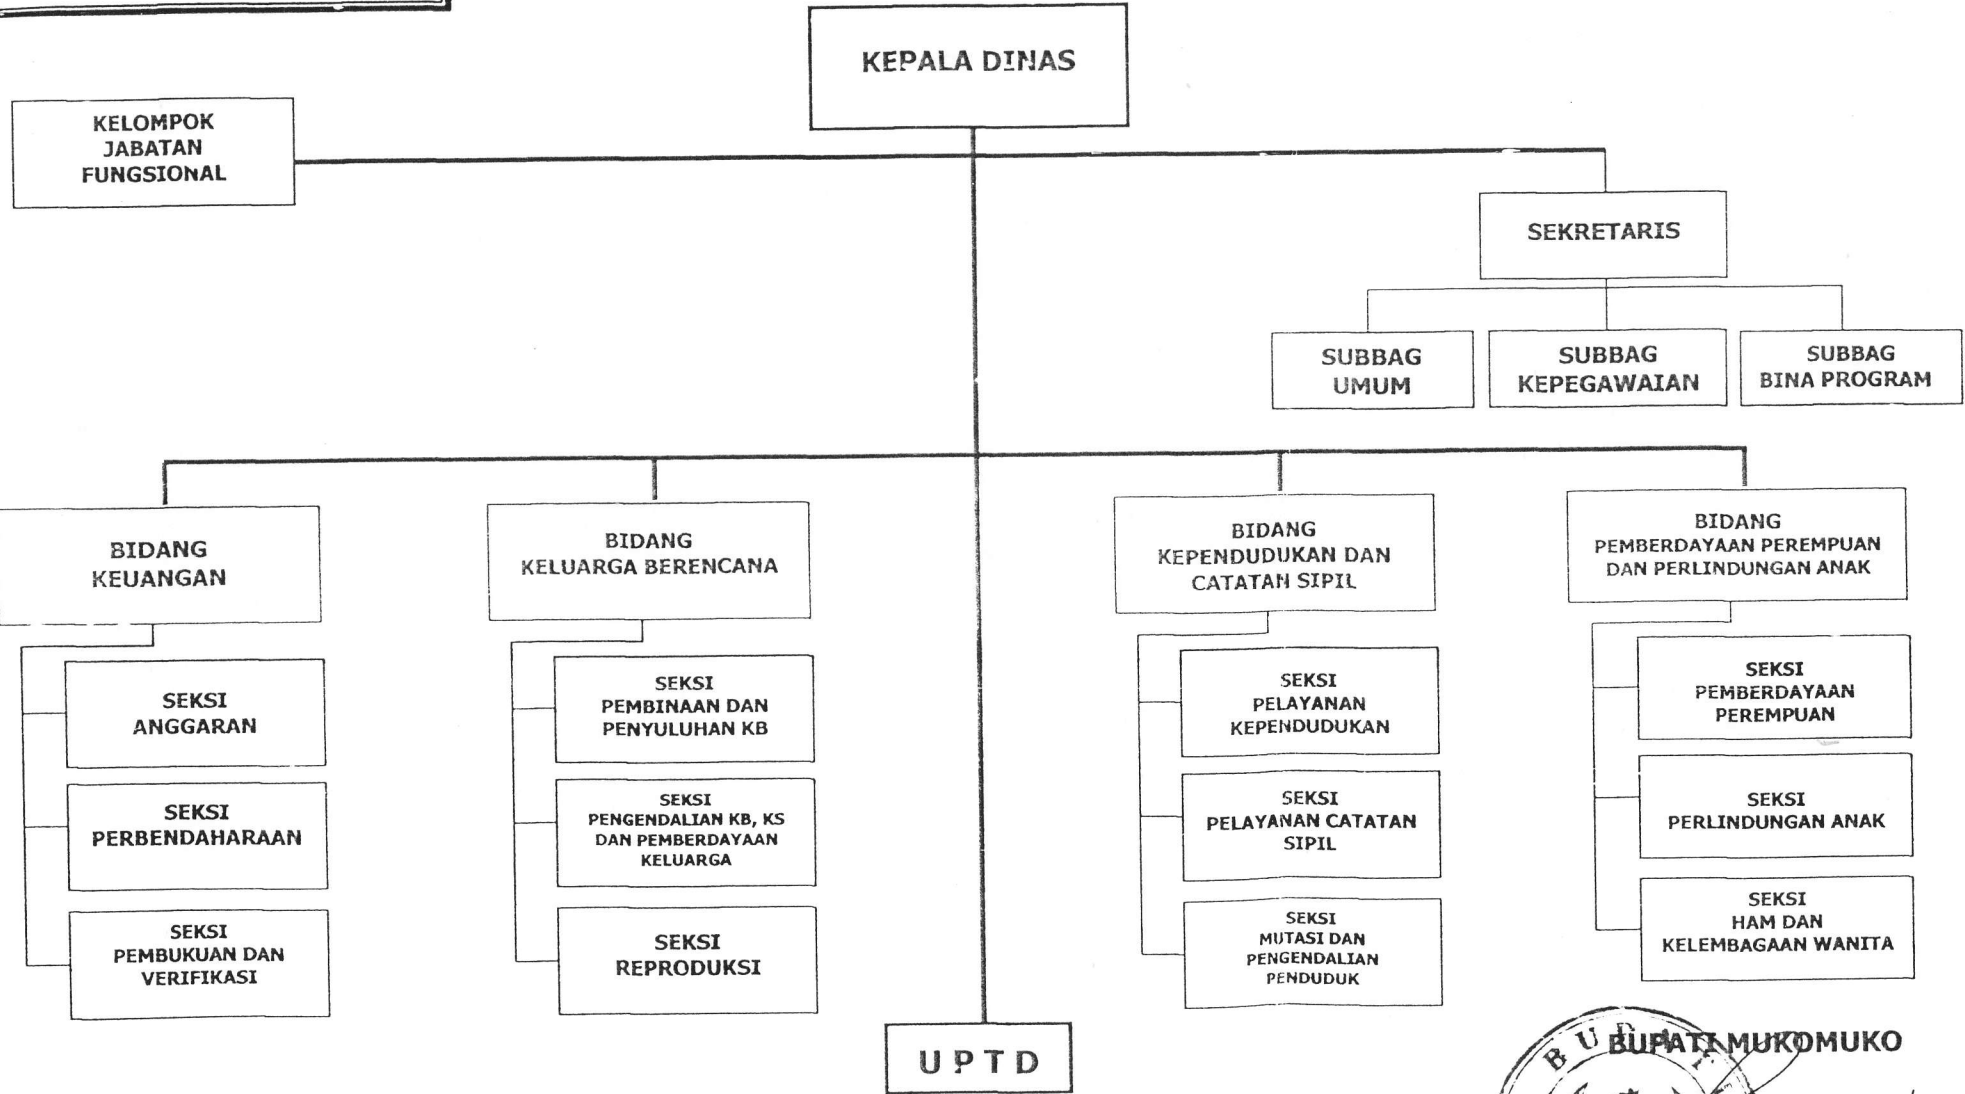 KEPALA DINAS
KELOMPOK
JABATAN
FUNGSIONAL
SEKRETARIS
SUBBAG
UMUM
SUBBAG
KEPEGAWAIAN
SUBBAG
BINA PROGRAM
BIDANG
KEUANGAN
BIDANG
KELUARGA BERENCANA
BIDANG
KEPENDUDUKAN DAN
CATATAN SIPIL
BIDANG
PEMBERDAYAAN PEREMPUAN
DAN PERLINDUNGAN ANAK
SEKSI
ANGGARAN
SEKSI
PERBENDAHARAAN
SEKSI
PEMBUKUAN DAN
VERIFIKASI
SEKSI
PEMBINAAN DAN
PENYULUHAN KB
SEKSI
PENGENDALIAN KB, KS
DAN PEMBERDAYAAN
KELUARGA
SEKSI
REPRODUKSI
SEKSI
PELAYANAN
KEPENDUDUKAN
SEKSI
PELAYANAN CATATAN
SIPIL
SEKSI
MUTASI DAN
PENGENDALIAN
PENDUDUK
SEKSI
PEMBERDAYAAN
PEREMPUAN
SEKSI
PERLINDUNGAN ANAK
SEKSI
HAM DAN
KELEMBAGAAN WANITA
U P T D
BUPATI MUKOMUKO